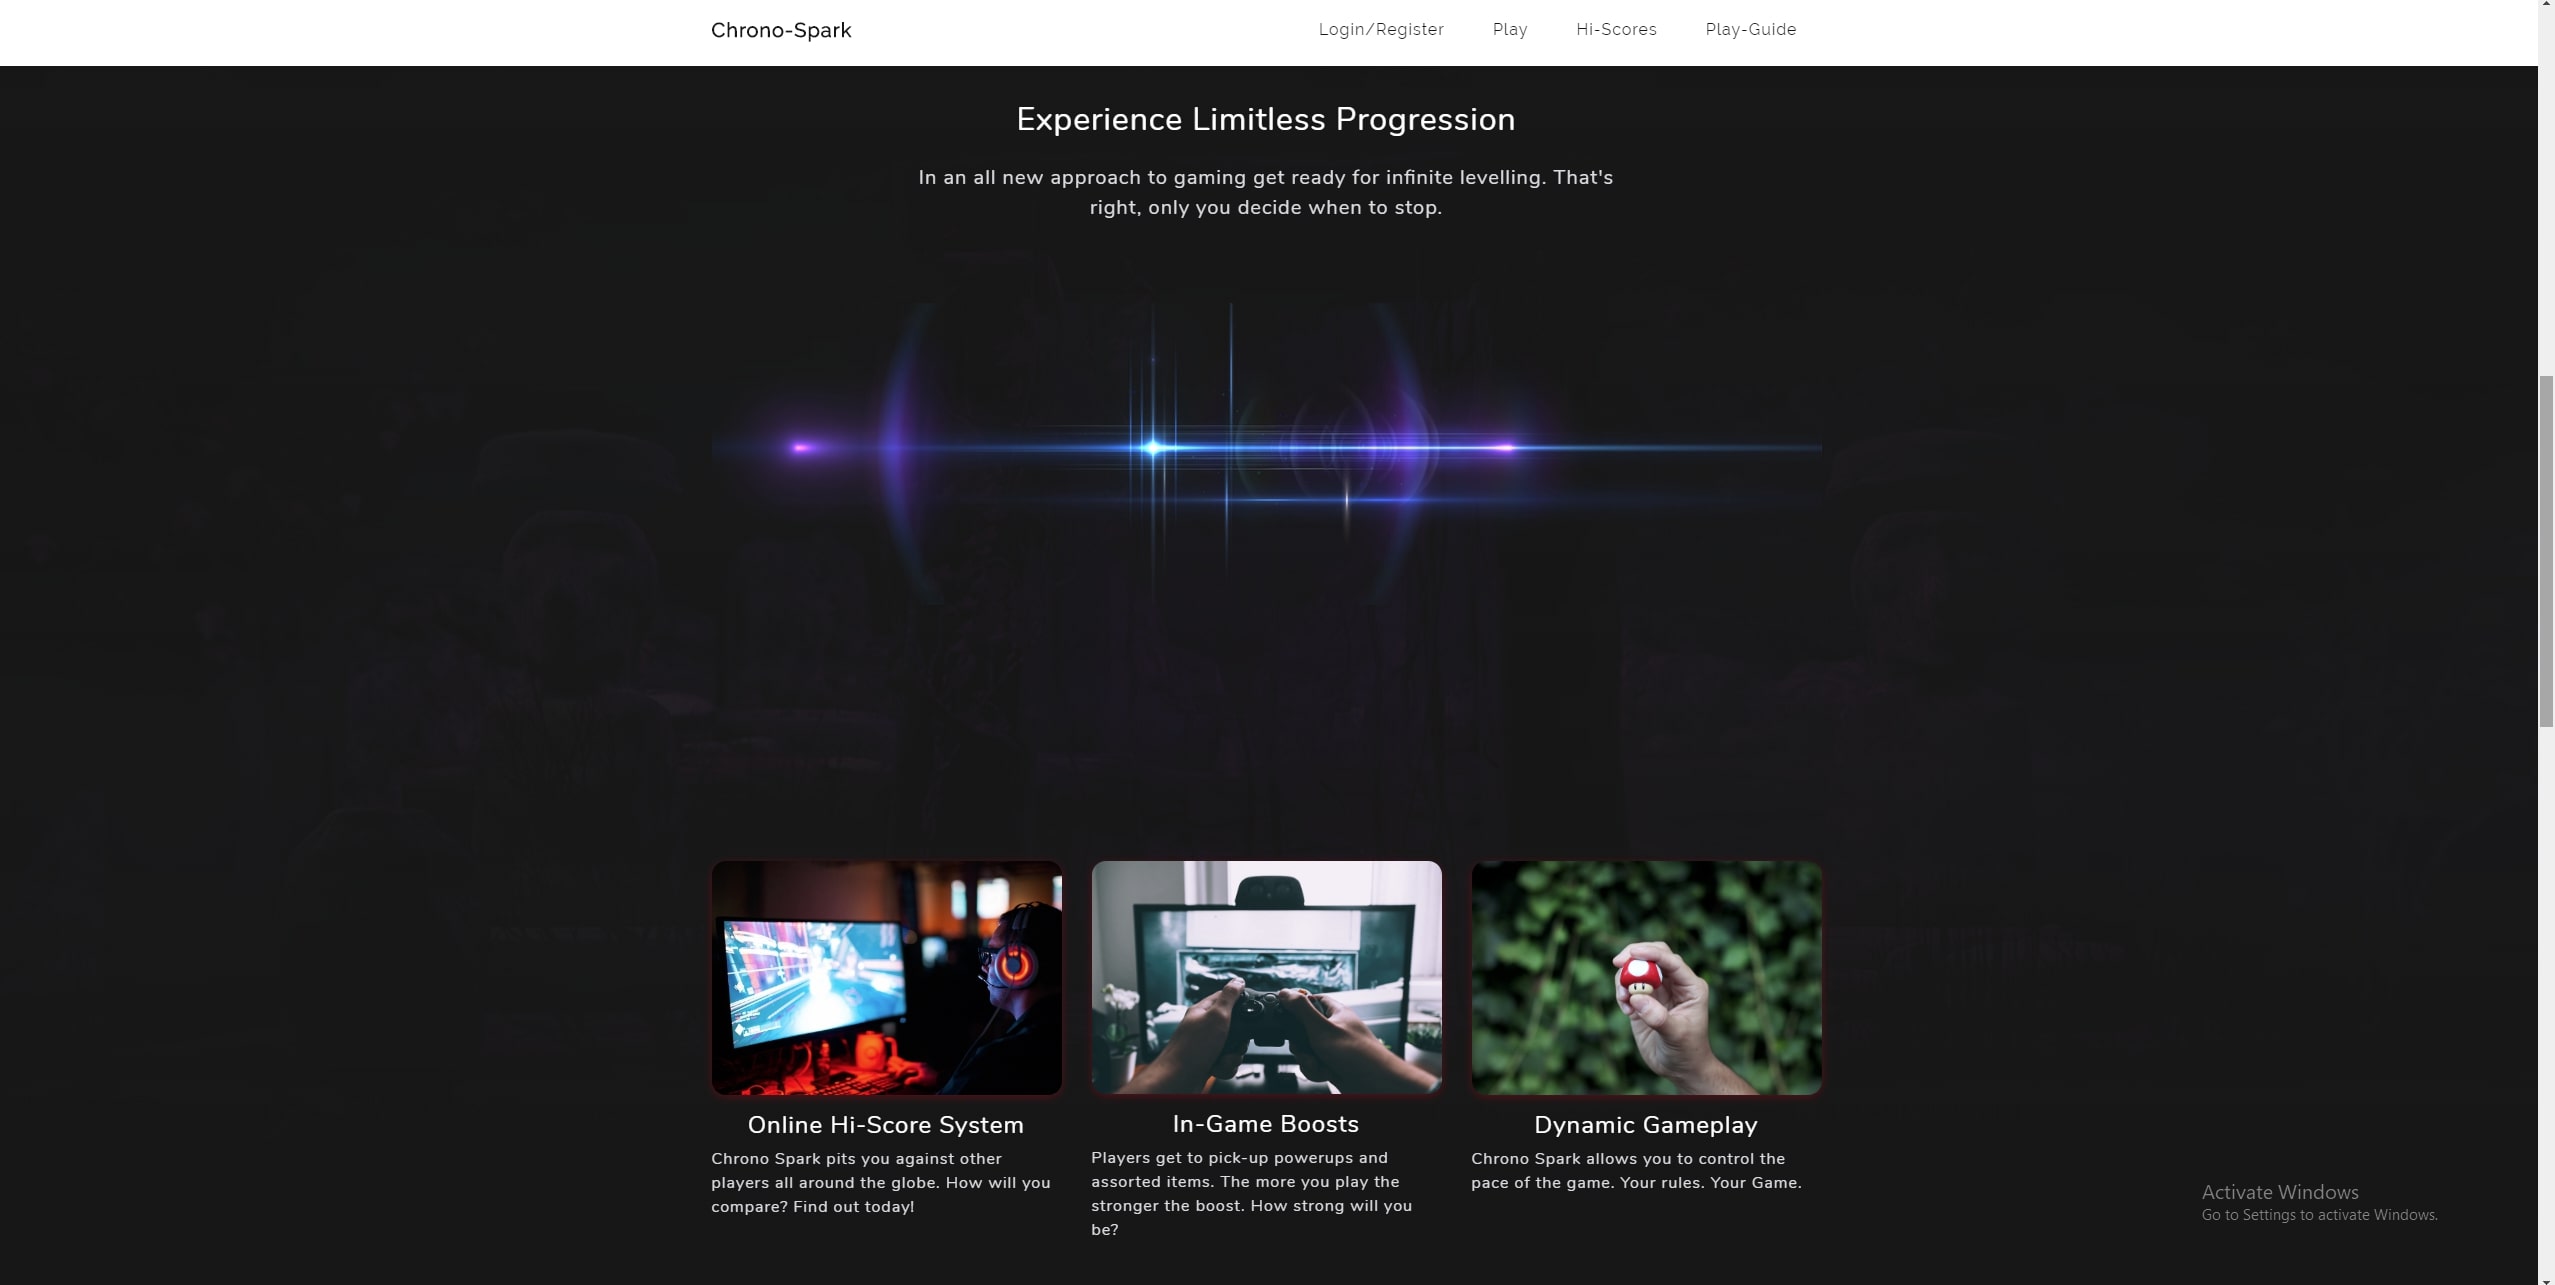 Chrono-Spark
Login/Register
Play
Hi-Scores
Play-Guide
Experience Limitless Progression
In an all new approach to gaming get ready for infinite levelling. That's
right, only you decide when to stop.
Online Hi-Score System
Chrono Spark pits you against other
players all around the globe. How will you
compare? Find out today!
In-Game Boosts
Players get to pick-up powerups and
assorted items. The more you play the
stronger the boost. How strong will you
be?
Dynamic Gameplay
Chrono Spark allows you to control the
pace of the game. Your rules. Your Game.
Activate Windows
Go to Settings to activate Windows.